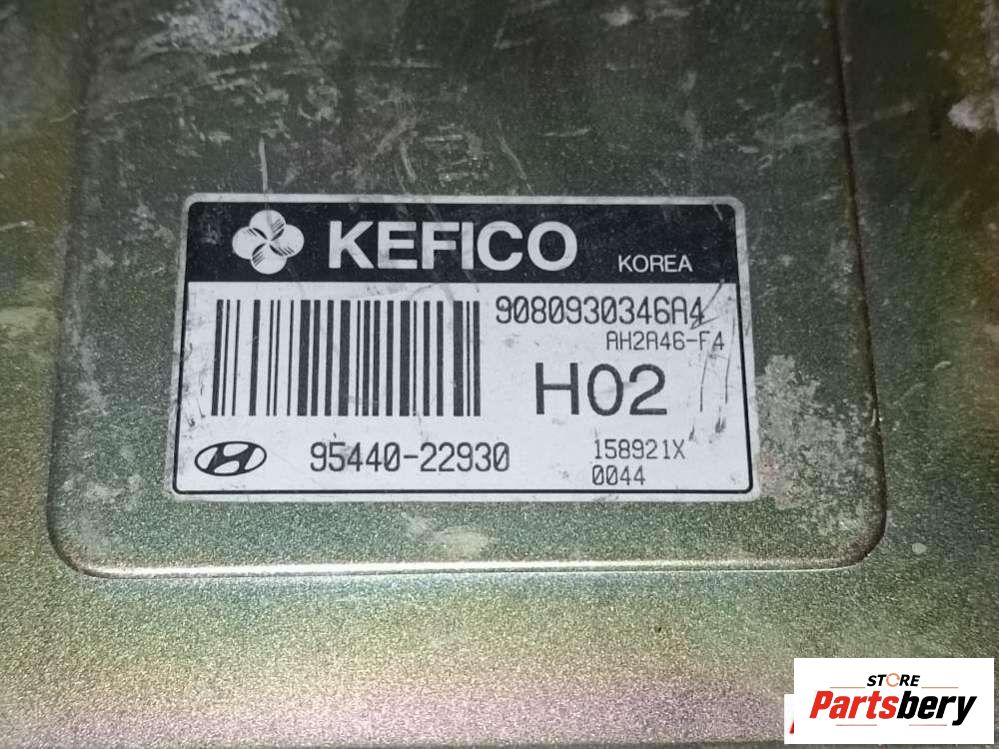 KEFICO
KOREA
9080930346A4
AH2A46-F4
H02
95440-22930
158921X
0044
STORE
Partsbery